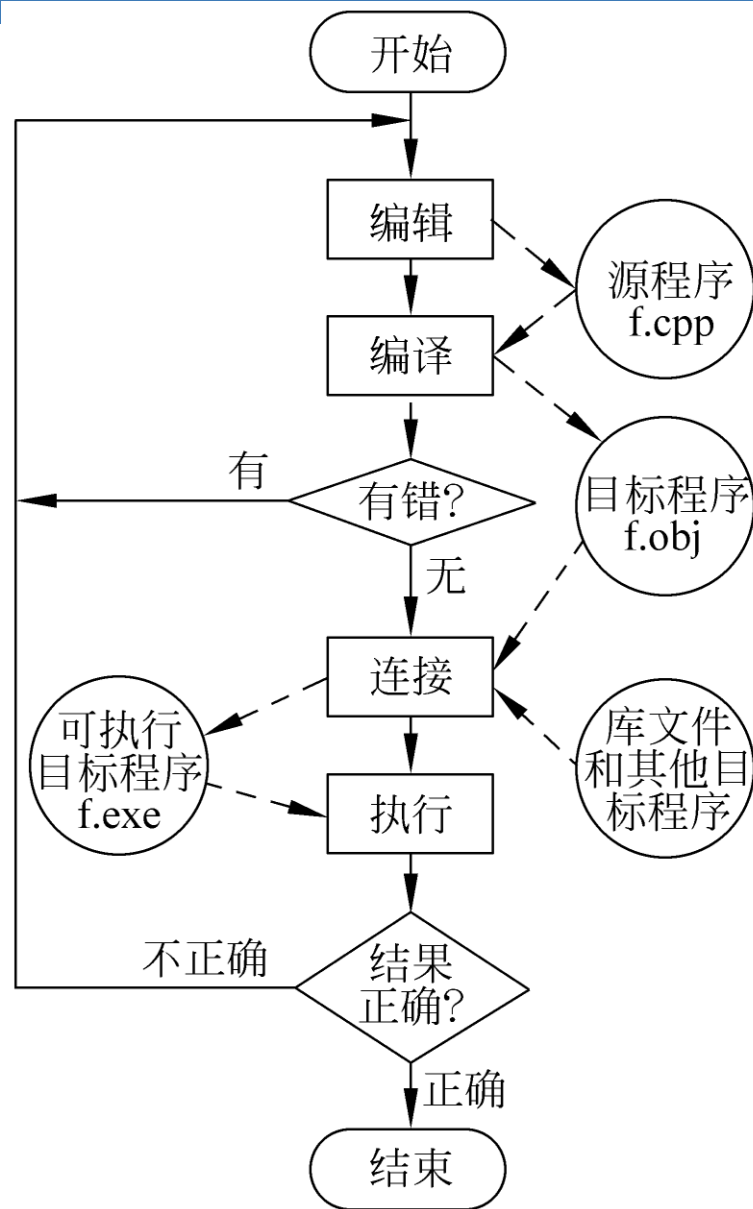 开始
编辑
源程序
f.cpp
编译
有
有错?
目标程序
f.obj
无
连接
可执行
目标程序
f.exe
库文件
和其他目
标程序
执行
不正确
结果
正确?
正确
结束